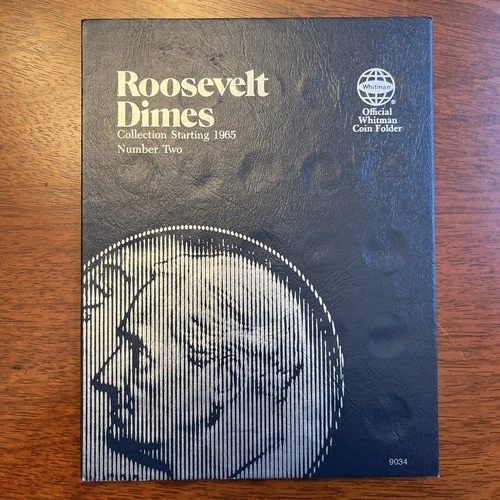 Roosevelt
Dimes
Collection Starting 1965
Number Two
Whitman
®
Official
Whitman
Coin Folder
9034